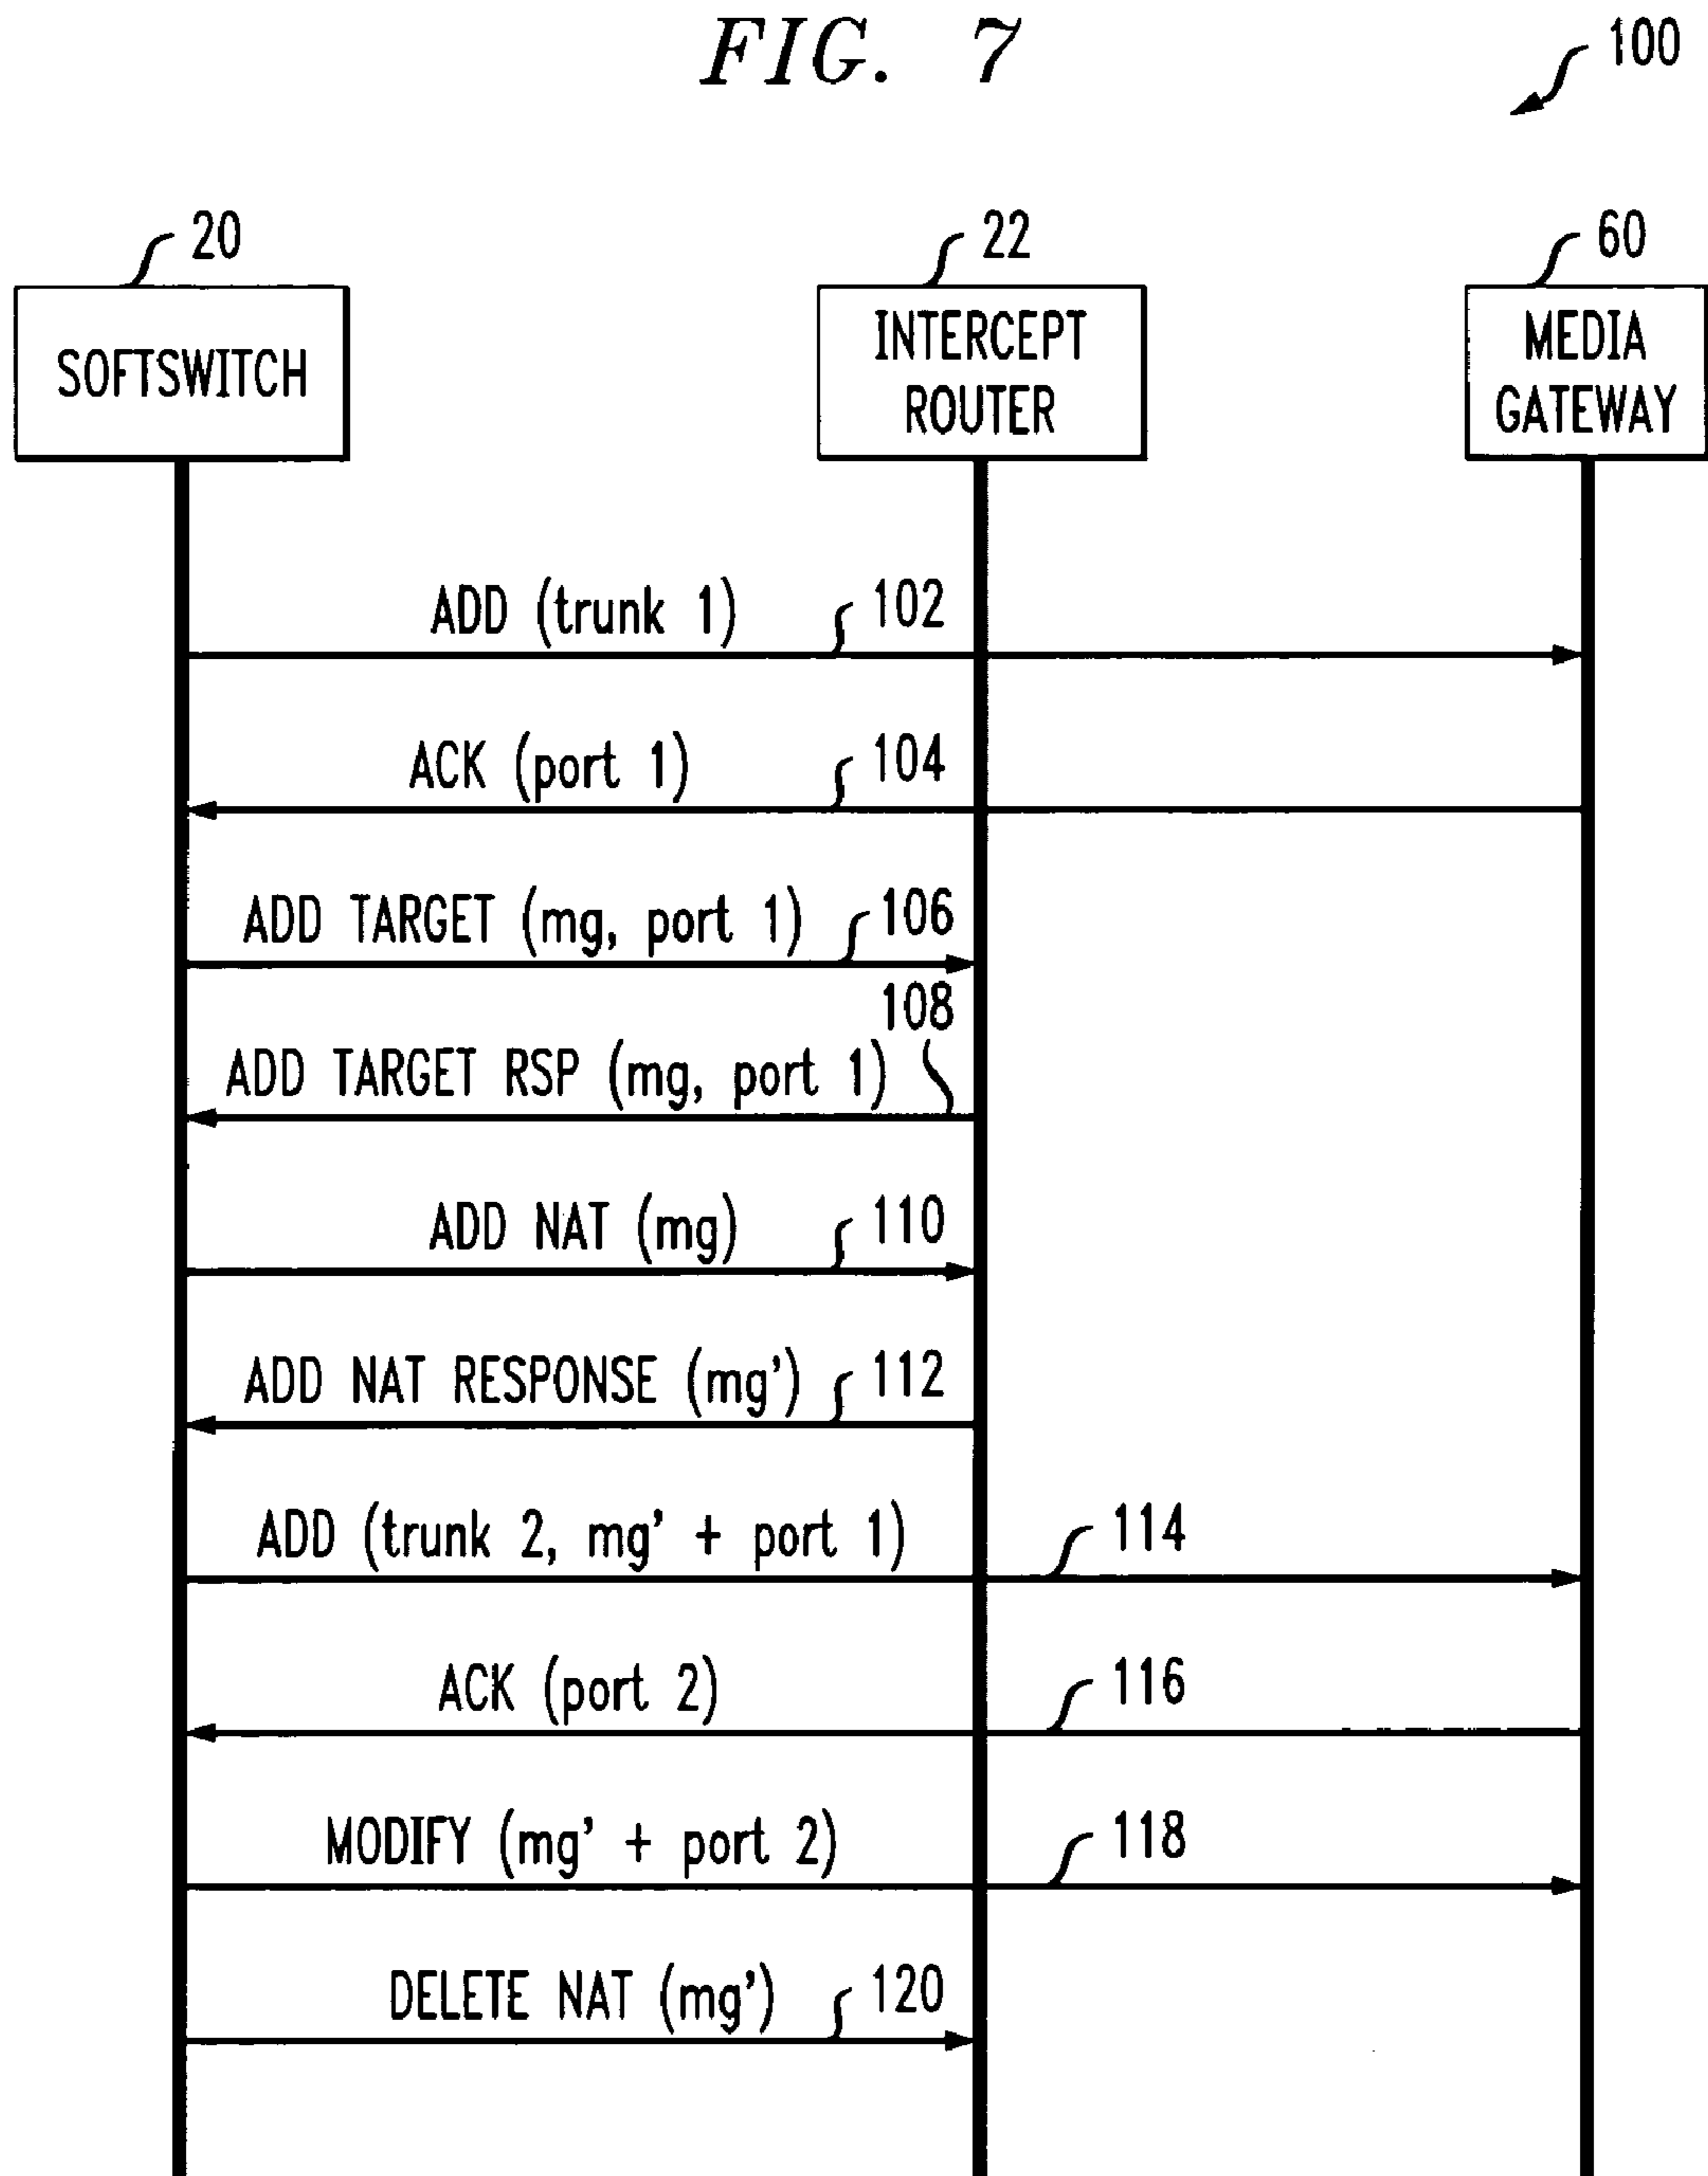 FIG. 7
100
20
22
60
SOFTSWITCH
INTERCEPT
ROUTER
MEDIA
GATEWAY
ADD (trunk 1)
102
ACK (port 1)
104
ADD TARGET (mg, port 1)
106
108
ADD TARGET RSP (mg, port 1)
ADD NAT (mg)
110
ADD NAT RESPONSE (mg')
112
ADD (trunk 2, mg' + port 1)
114
ACK (port 2)
116
MODIFY (mg' + port 2)
118
DELETE NAT (mg')
120